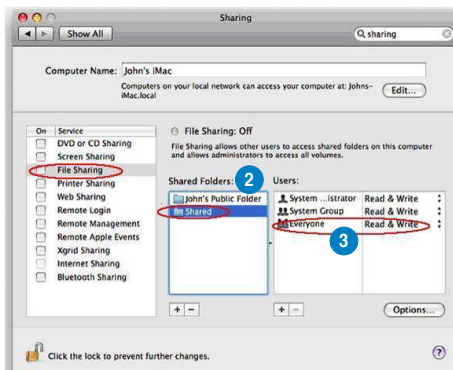 Sharing
Show All
sharing
Computer Name: John's iMac
Computers on your local network can access your computer at: Johns-
iMac.local
Edit...
On Service
DVD or CD Sharing
Screen Sharing
File Sharing
Printer Sharing
Web Sharing
Remote Login
Remote Management
Remote Apple Events
Xgrid Sharing
Internet Sharing
Bluetooth Sharing
File Sharing: Off
File Sharing allows other users to access shared folders on this computer
and allows administrators to access all volumes.
Shared Folders: 2
John's Public Folder
Shared
Users:
System ...istrator Read & Write
System Group Read & Write
Everyone Read & Write
3
+ -
+ -
Options...
Click the lock to prevent further changes.
?